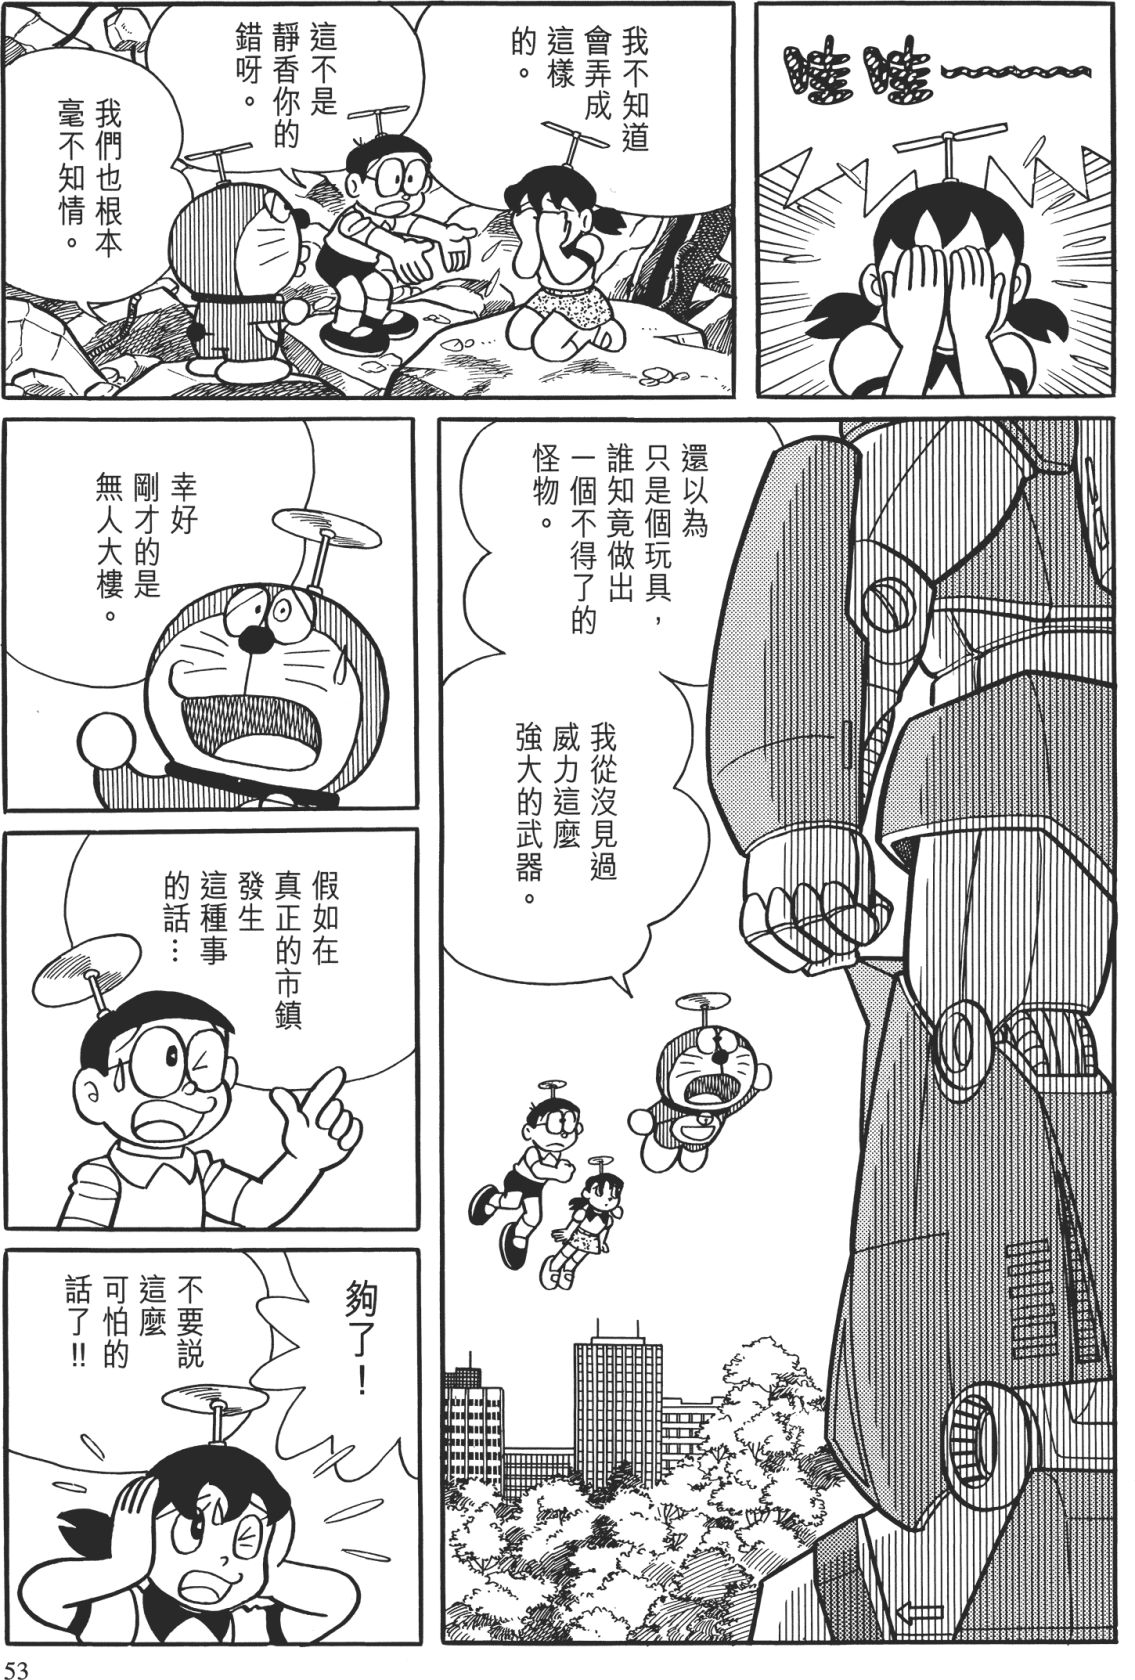 哇哇
我不知道
會弄成
這樣
的。
這不是
靜香你的
錯呀。
我們也根本
毫不知情。
還以為
只是個玩具，
誰知竟做出
一個不得了的
怪物。
我從沒見過
威力這麼
強大的武器。
幸好
剛才的是
無人大樓。
假如在
真正的市鎮
發生
這種事
的話…
夠了！
不要説
這麼
可怕的
話了!!
53